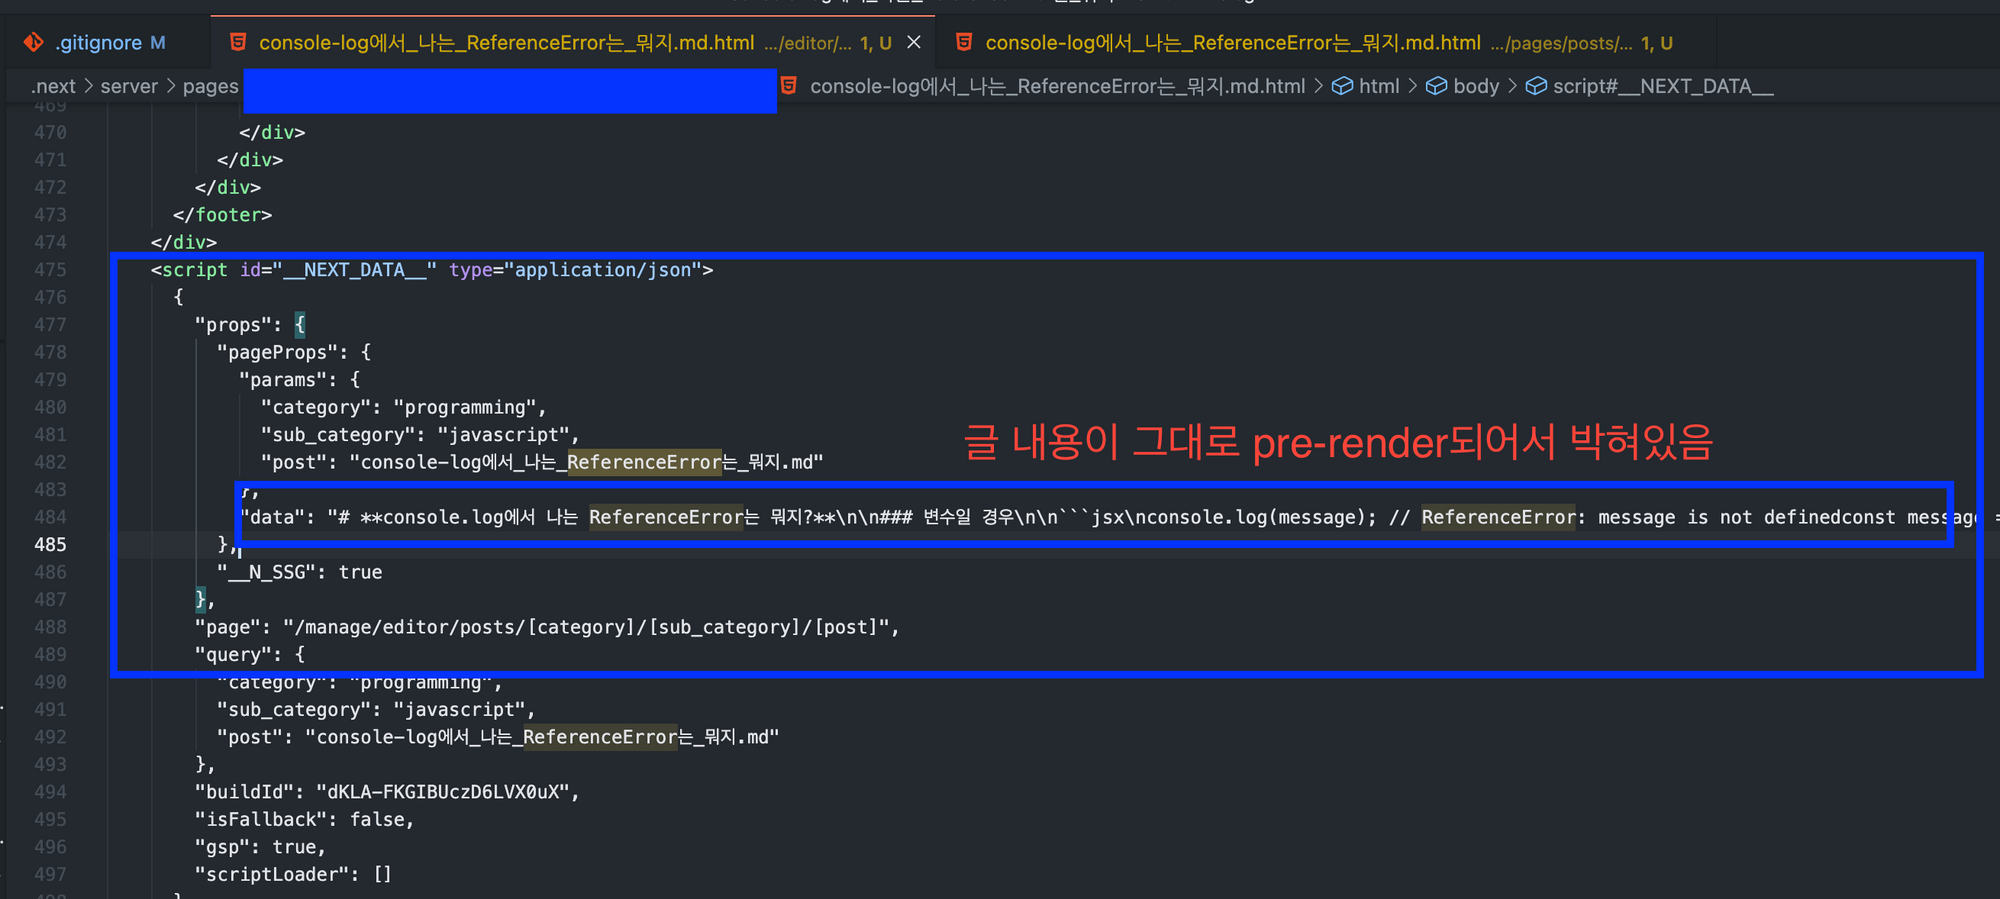 .gitignore M
console-log에서_나는_ReferenceError는_뭐지.md.html .../editor/... 1, U
console-log에서_나는_ReferenceError는_뭐지.md.html .../pages/posts/... 1, U
.next > server > pages
console-log에서_나는_ReferenceError는_뭐지.md.html > html > body > script#__NEXT_DATA__
469
470 </div>
471 </div>
472 </div>
473 </footer>
474 </div>
475 <script id="__NEXT_DATA__" type="application/json">
476 {
477 "props": {
478 "pageProps": {
479 "params": {
480 "category": "programming",
481 "sub_category": "javascript",
글 내용이 그대로 pre-render되어서 박혀있음
482 "post": "console-log에서_나는_ReferenceError는_뭐지.md"
483 },
484 "data": "# **console.log에서 나는 ReferenceError는 뭐지?**\n\n### 변수일 경우\n\n```jsx\nconsole.log(message); // ReferenceError: message is not definedconst message =
485 },
486 "__N_SSG": true
487 },
488 "page": "/manage/editor/posts/[category]/[sub_category]/[post]",
489 "query": {
490 "category": "programming",
491 "sub_category": "javascript",
492 "post": "console-log에서_나는_ReferenceError는_뭐지.md"
493 },
494 "buildId": "dKLA-FKGIBUczD6LVX0uX",
495 "isFallback": false,
496 "gsp": true,
497 "scriptLoader": []